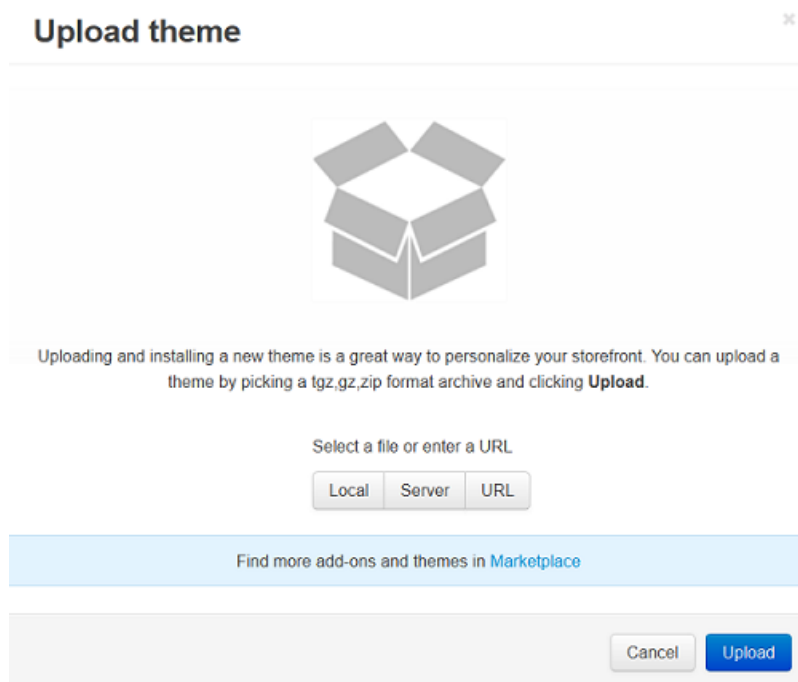 Upload theme
Uploading and installing a new theme is a great way to personalize your storefront. You can upload a
theme by picking a tgz,gz,zip format archive and clicking Upload.
Select a file or enter a URL
Local Server URL
Find more add-ons and themes in Marketplace
Cancel Upload